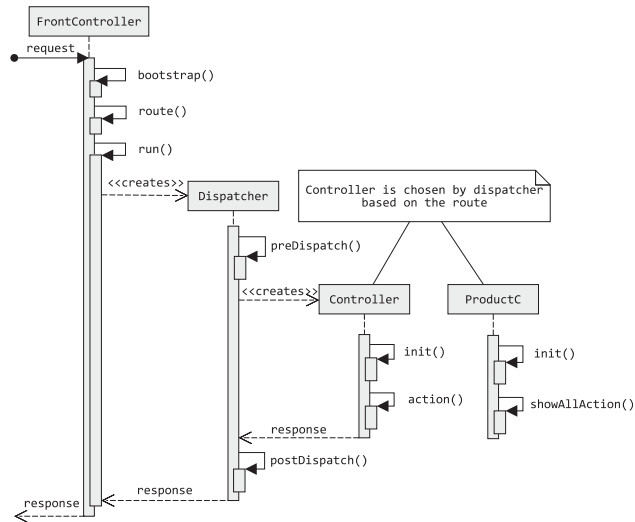 FrontController
request
bootstrap()
route()
run()
<<creates>>
Dispatcher
Controller is chosen by dispatcher
based on the route
preDispatch()
<<creates>>
Controller
ProductC
init()
init()
action()
showAllAction()
response
postDispatch()
response
response